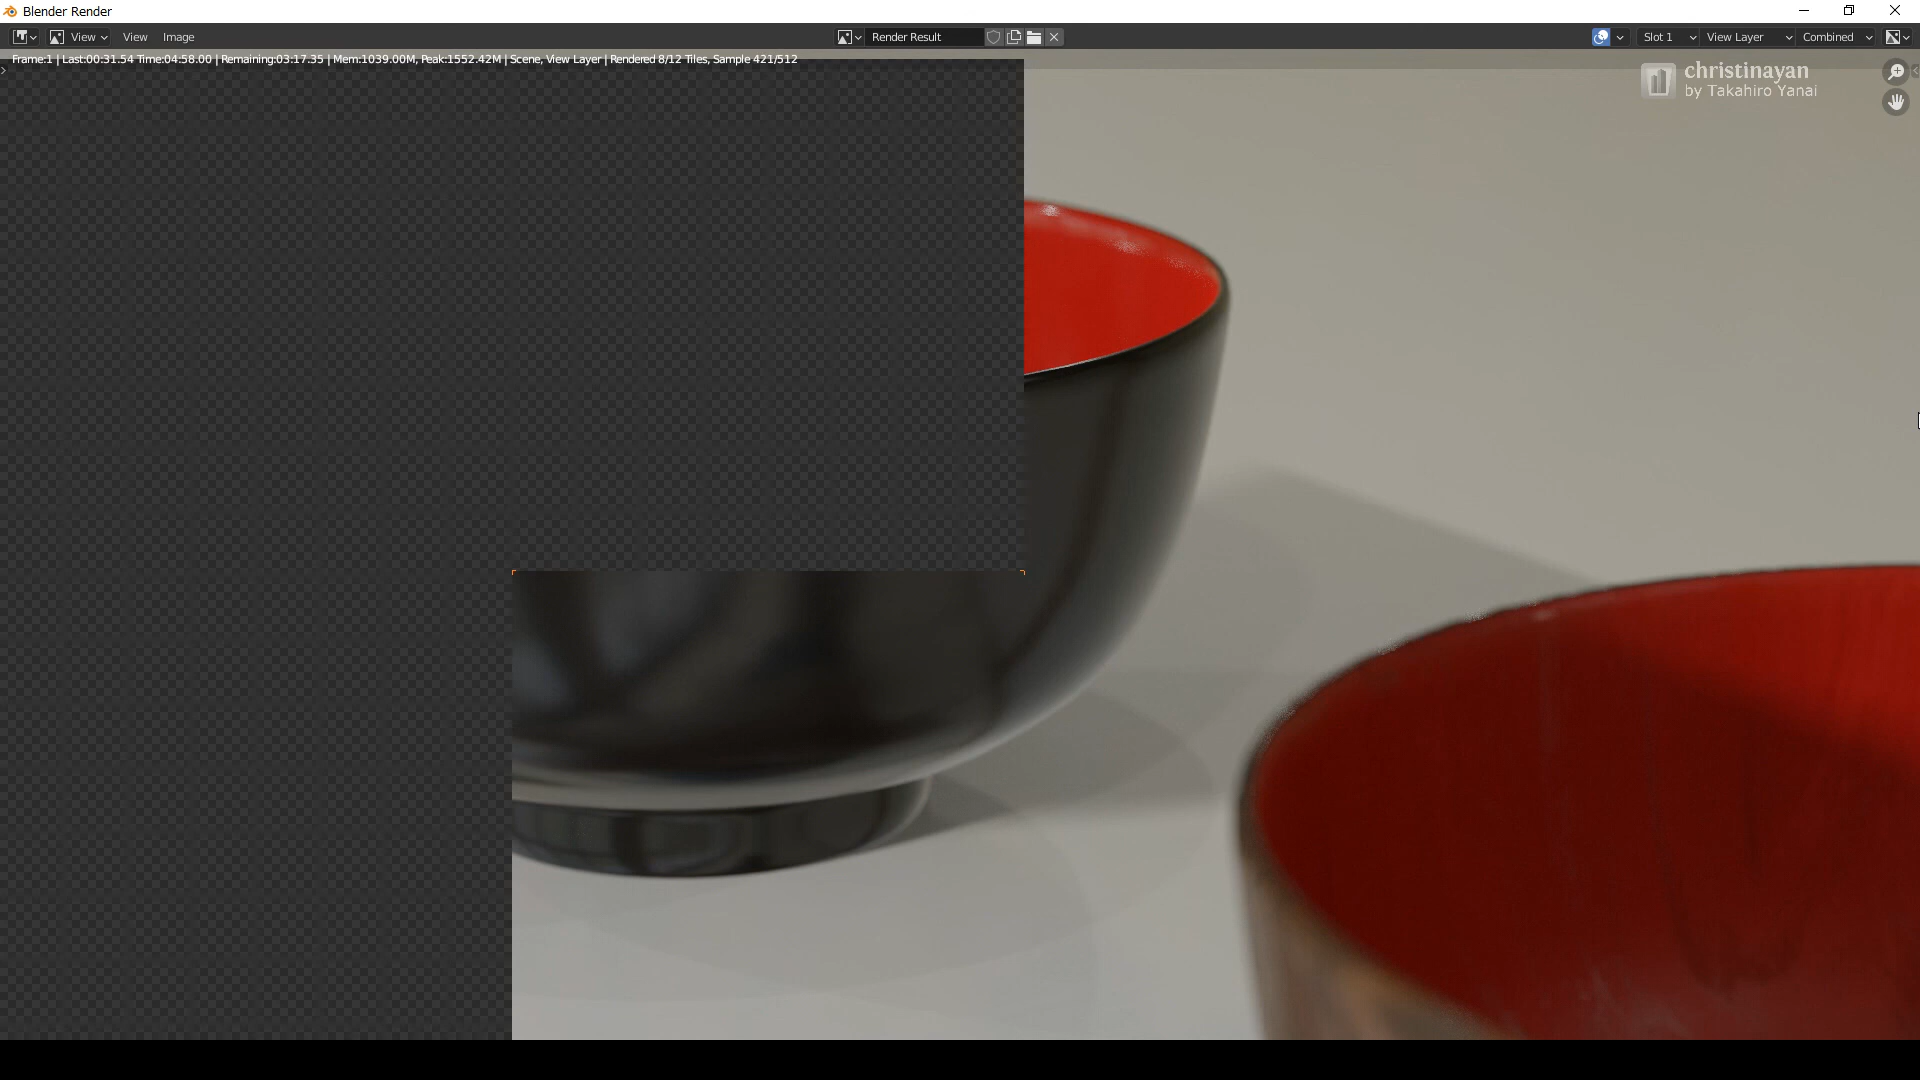 Blender Render
View
View
Image
Render Result
Slot 1
View Layer
Combined
Frame:1 | Last:00:31.54 Time:04:58.00 | Remaining:03:17.35 | Mem:1039.00M, Peak:1552.42M | Scene, View Layer | Rendered 8/12 Tiles, Sample 421/512
christinayan
by Takahiro Yanai